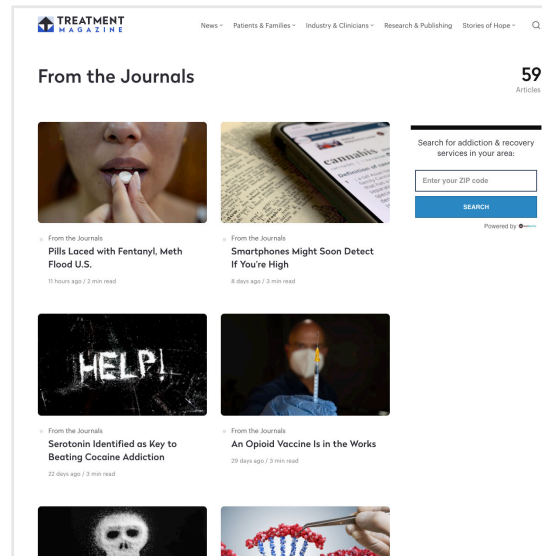 TREATMENT
MAGAZINE
News
Patients & Families
Industry & Clinicians
Research & Publishing
Stories of Hope
From the Journals
59
Articles
cannabis
Search for addiction & recovery
services in your area:
Enter your ZIP code
SEARCH
Powered by
From the Journals
Pills Laced with Fentanyl, Meth
Flood U.S.
11 hours ago / 2 min read
From the Journals
Smartphones Might Soon Detect
If You're High
8 days ago / 3 min read
HELP!
From the Journals
Serotonin Identified as Key to
Beating Cocaine Addiction
22 days ago / 3 min read
From the Journals
An Opioid Vaccine Is in the Works
29 days ago / 3 min read